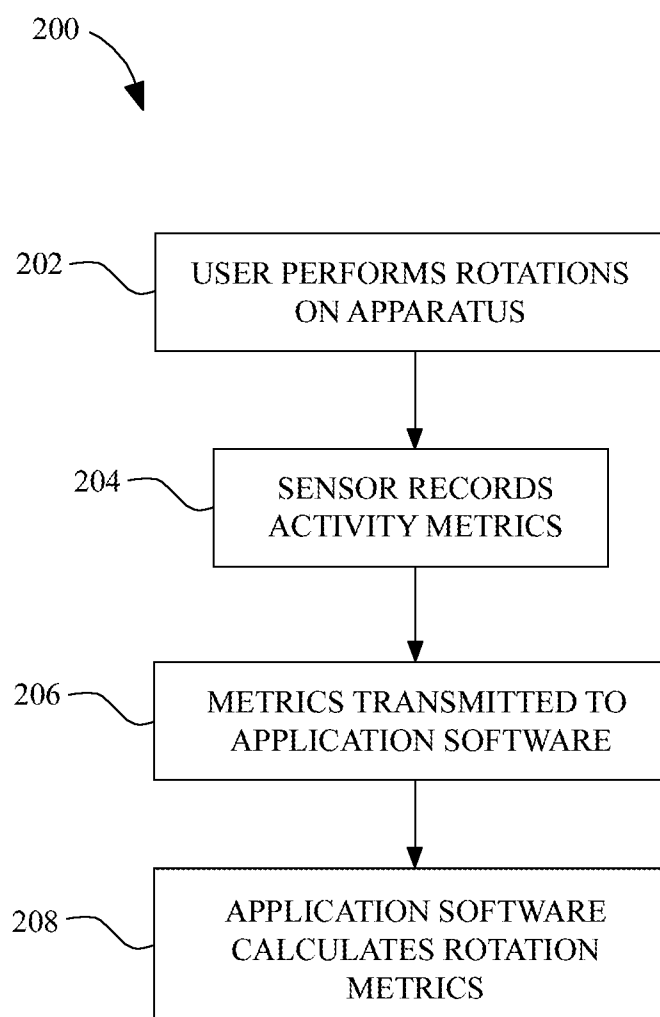 200
202
USER PERFORMS ROTATIONS
ON APPARATUS
204
SENSOR RECORDS
ACTIVITY METRICS
206
METRICS TRANSMITTED TO
APPLICATION SOFTWARE
208
APPLICATION SOFTWARE
CALCULATES ROTATION
METRICS